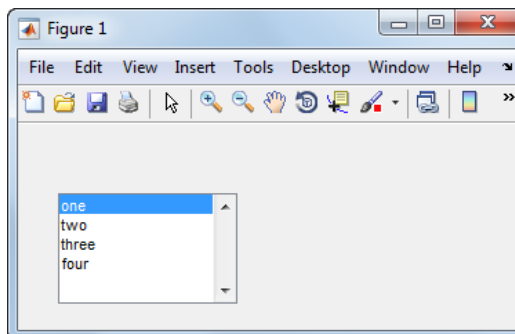 Figure 1
File Edit View Insert Tools Desktop Window Help
one
two
three
four